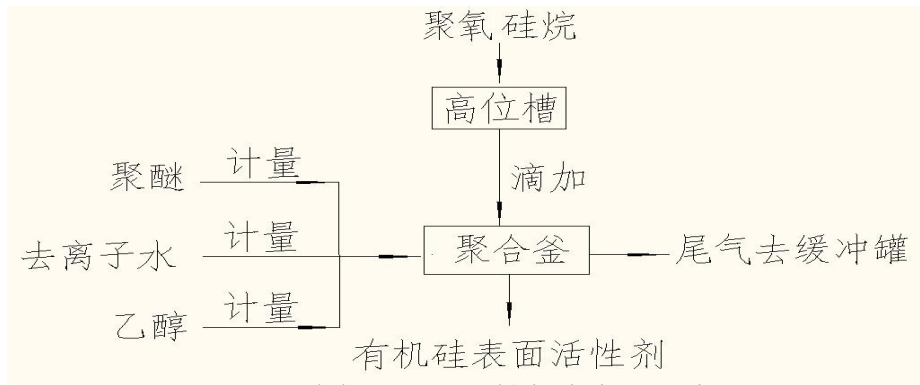 聚氧硅烷
高位槽
滴加
聚醚 计量
去离子水 计量
聚合釜
尾气去缓冲罐
乙醇 计量
有机硅表面活性剂